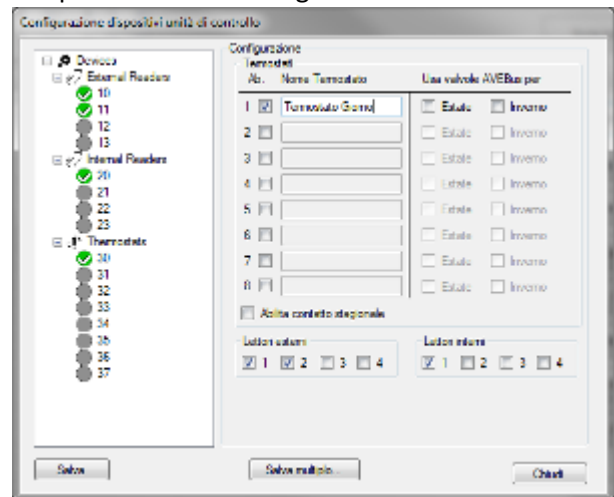 Configurazione dispositivi unità di controllo
Devices
External Readers
10
11
12
13
Internal Readers
20
21
22
23
Thermostats
30
31
32
33
34
35
36
37
Configurazione
Termostati
Ab. Nome Termostato Usa valvole AVEBus per
1 Termostato Giorno Estate Inverno
2 Estate Inverno
3 Estate Inverno
4 Estate Inverno
5 Estate Inverno
6 Estate Inverno
7 Estate Inverno
8 Estate Inverno
Abilita contatto stagionale
Lettori esterni
1 2 3 4
Lettori interni
1 2 3 4
Salva Salva multiplo... Chiudi